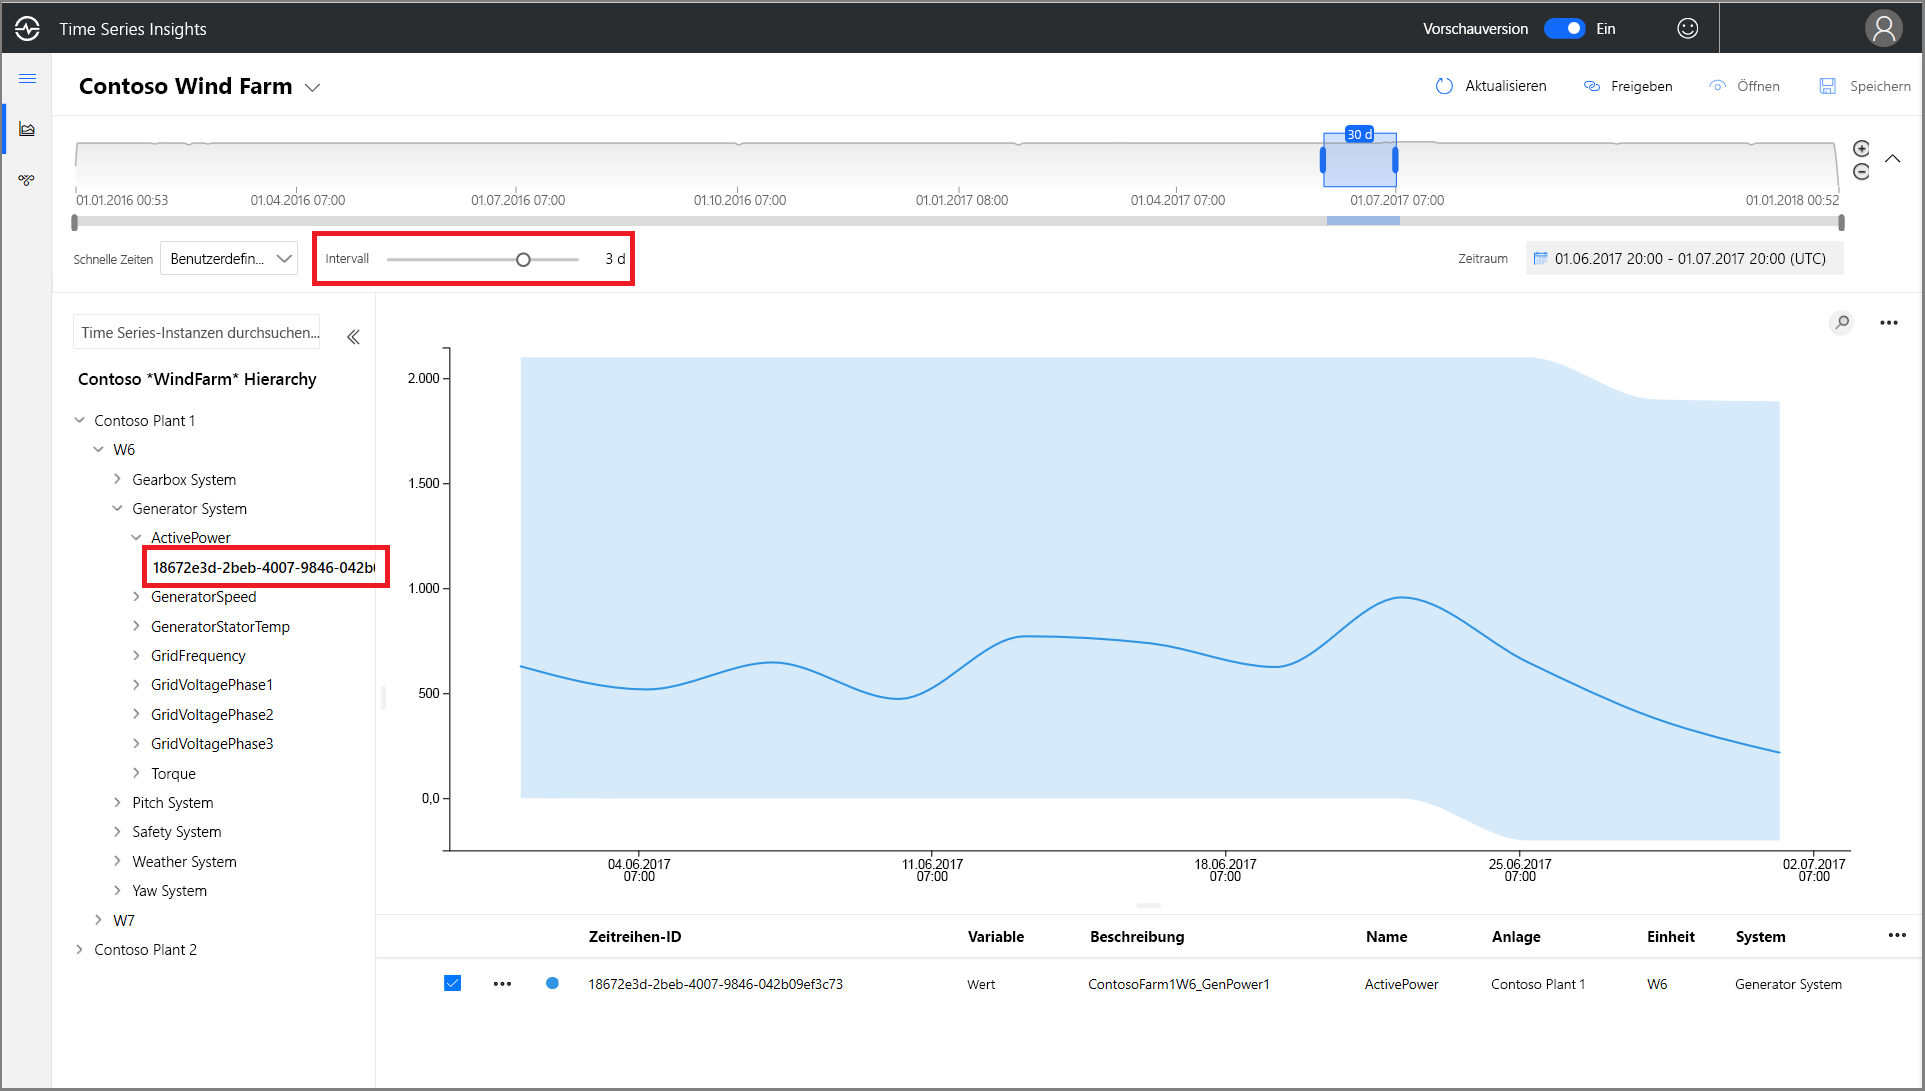 Time Series Insights
Vorschauversion Ein
Contoso Wind Farm
Aktualisieren Freigeben Öffnen Speichern
30 d
01.01.2016 00:53 01.04.2016 07:00 01.07.2016 07:00 01.10.2016 07:00 01.01.2017 08:00 01.04.2017 07:00 01.07.2017 07:00 01.01.2018 00:52
Schnelle Zeiten Benutzerdefin... Intervall 3 d Zeitraum 01.06.2017 20:00 - 01.07.2017 20:00 (UTC)
Time Series-Instanzen durchsuchen...
Contoso *WindFarm* Hierarchy
Contoso Plant 1
W6
Gearbox System
Generator System
ActivePower
18672e3d-2beb-4007-9846-042b
GeneratorSpeed
GeneratorStatorTemp
GridFrequency
GridVoltagePhase1
GridVoltagePhase2
GridVoltagePhase3
Torque
Pitch System
Safety System
Weather System
Yaw System
W7
Contoso Plant 2
2.000
1.500
1.000
500
0,0
04.06.2017 11.06.2017 18.06.2017 25.06.2017 02.07.2017
07:00 07:00 07:00 07:00 07:00
Zeitreihen-ID Variable Beschreibung Name Anlage Einheit System
18672e3d-2beb-4007-9846-042b09ef3c73 Wert ContosoFarm1W6_GenPower1 ActivePower Contoso Plant 1 W6 Generator System